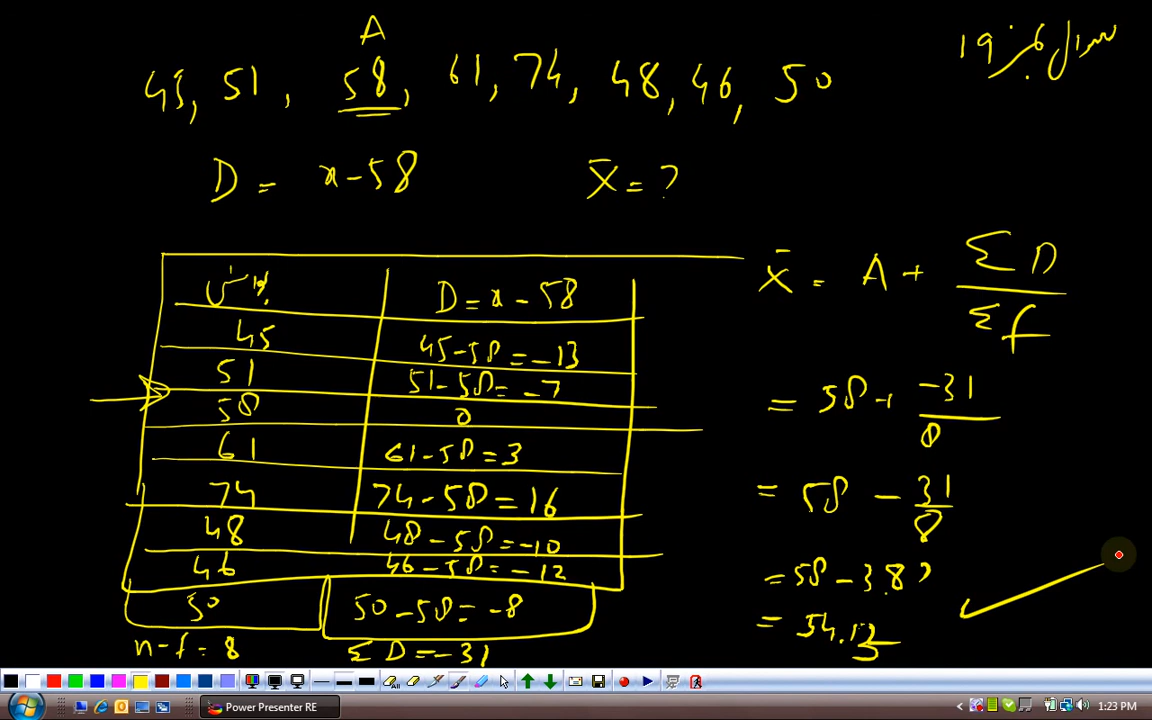 سوال نمبر 19
A
45, 51, 58, 61, 74, 48, 46, 50
D = x-58 X̄ = ?
D = x - 58
45 45-58 = -13
51 51-58 = -7
58 0
61 61-58 = 3
74 74-58 = 16
48 48-58 = -10
46 46-58 = -12
50 50-58 = -8
n-f = 8 ΣD = -31
X̄ = A + ΣD/Σf
= 58 + -31/8
= 58 - 31/8
= 58 - 3.87
= 54.13
Power Presenter RE
1:23 PM